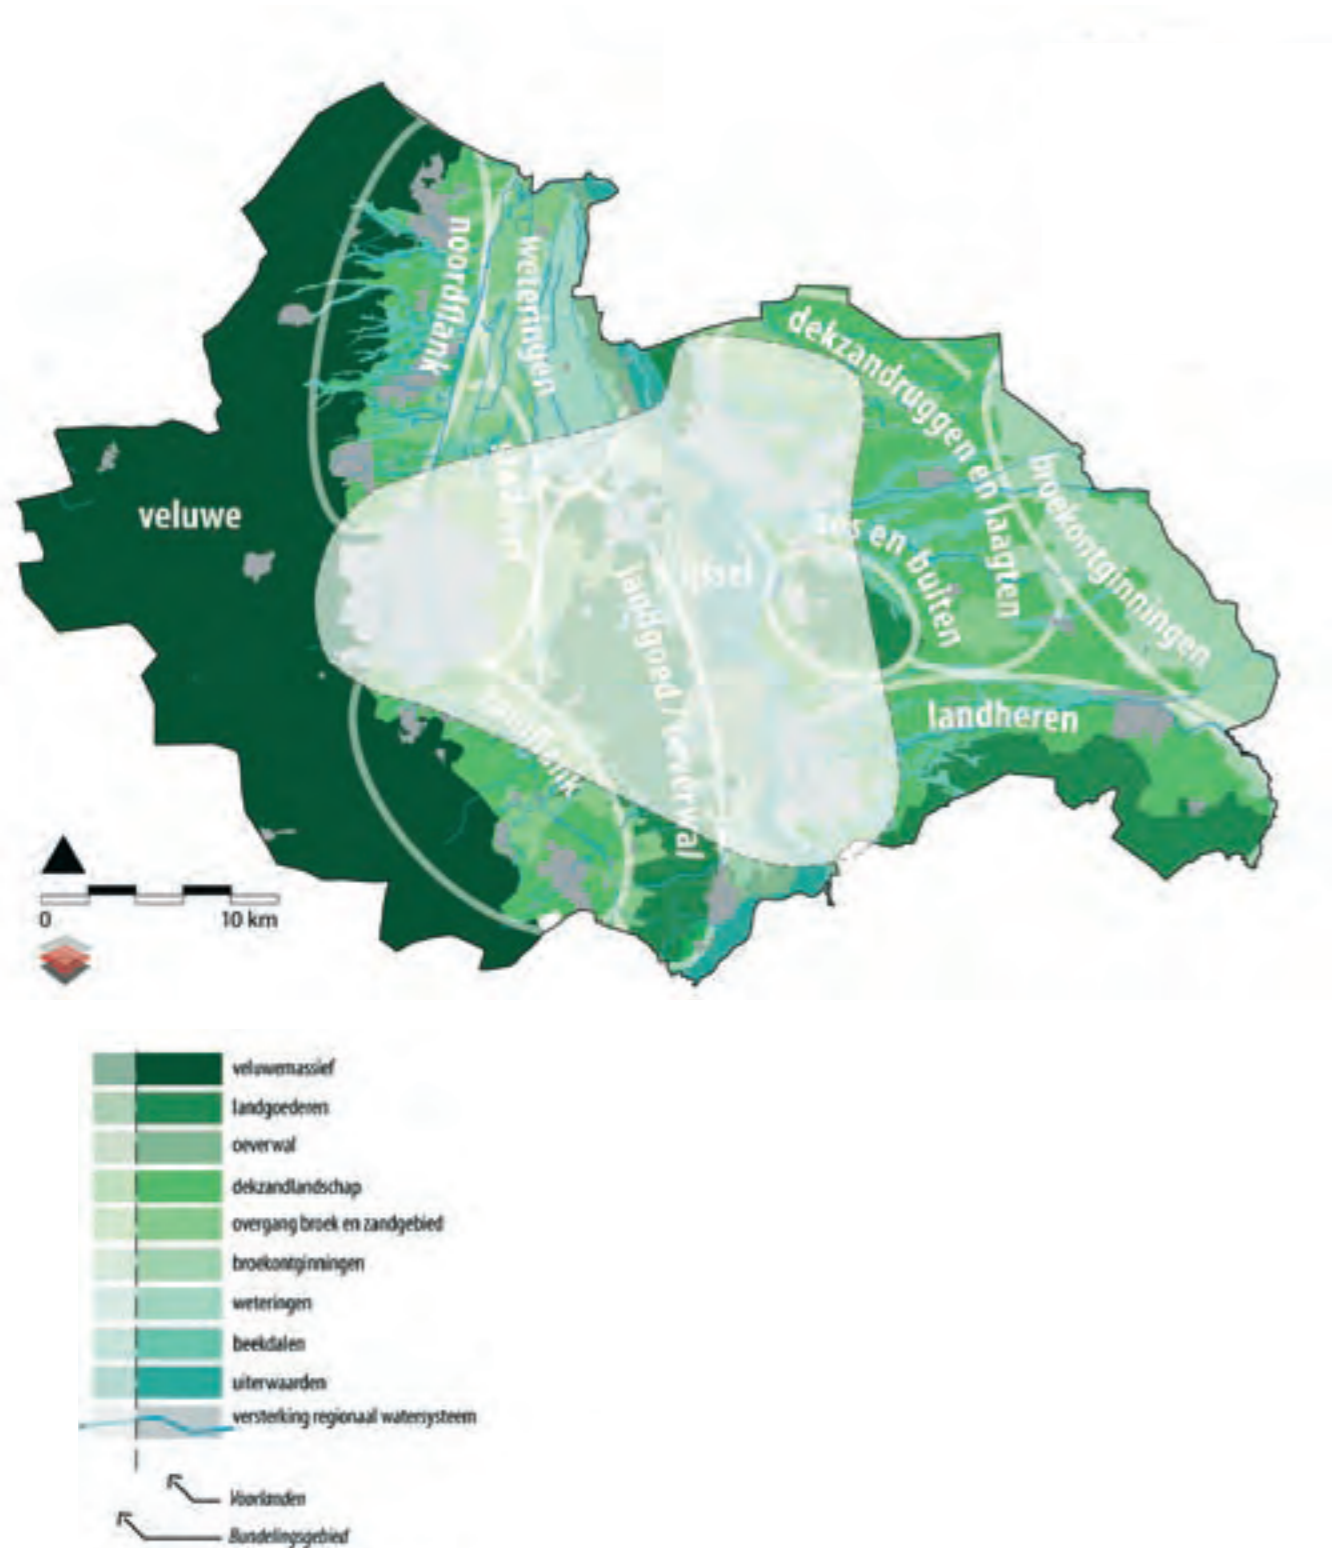 noordflank
weteringen
dekzandruggen en laagten
broekontginningen
veluwe
bos en buiten
ijssel
landgoed / oeverwal
landheren
0 10 km
veluwemassief
landgoederen
oeverwal
dekzandlandschap
overgang broek en zandgebied
broekontginningen
weteringen
beekdalen
uiterwaarden
versterking regionaal watersysteem
Voorlanden
Bundelingsgebied